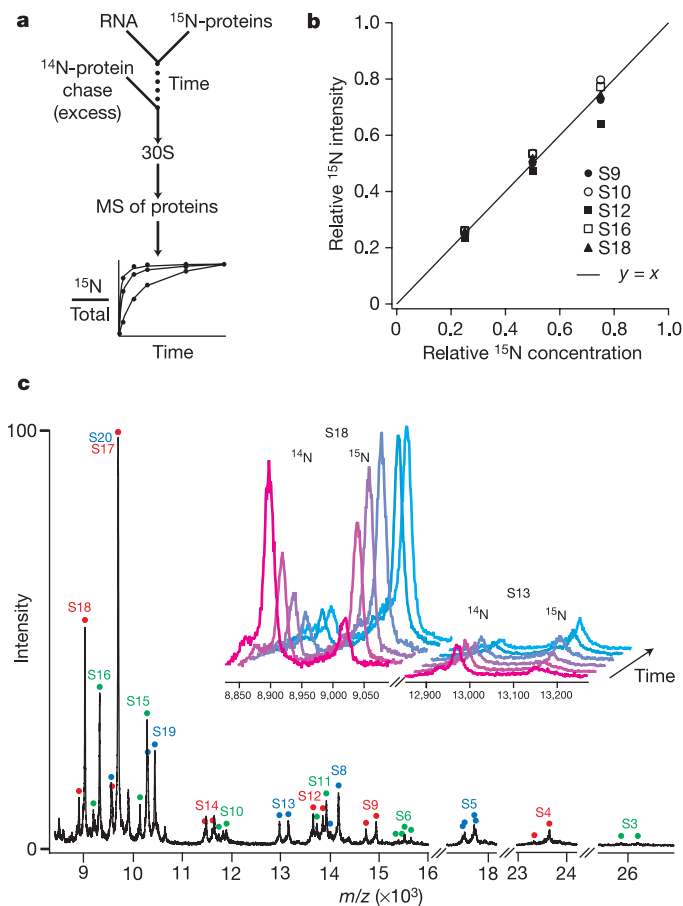 a
RNA
¹⁵N-proteins
¹⁴N-protein
chase
(excess)
Time
30S
MS of proteins
¹⁵N
Total
Time
b
Relative ¹⁵N intensity
1.0
0.8
0.6
0.4
0.2
0
S9
S10
S12
S16
S18
y = x
0
0.2
0.4
0.6
0.8
1.0
Relative ¹⁵N concentration
c
Intensity
100
0
S20
S17
S18
S16
S15
S19
S14
S10
S13
S12
S11
S8
S9
S6
S5
S4
S3
9
10
11
12
13
14
15
16
18
23
24
26
m/z (×10³)
S18
¹⁴N
¹⁵N
S13
¹⁴N
¹⁵N
Time
8,850
8,900
8,950
9,000
9,050
12,900
13,000
13,100
13,200